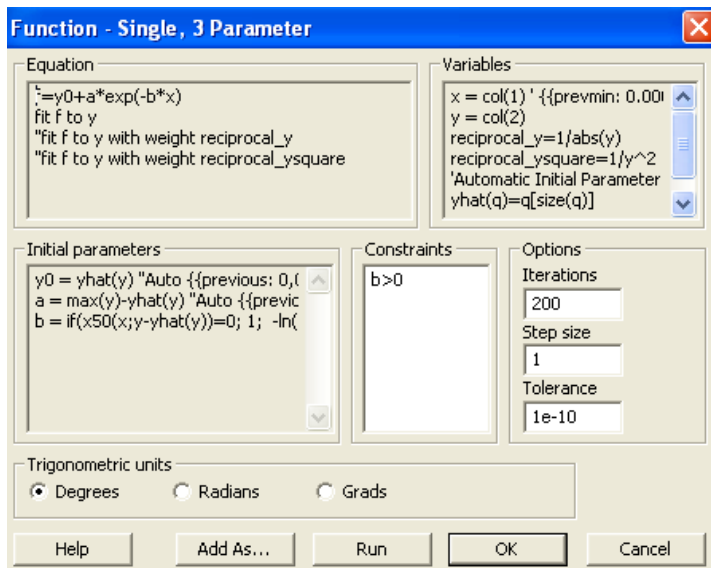 Function - Single, 3 Parameter
Equation
=y0+a*exp(-b*x)
fit f to y
"fit f to y with weight reciprocal_y
"fit f to y with weight reciprocal_ysquare
Variables
x = col(1) ' {{prevmin: 0.00
y = col(2)
reciprocal_y=1/abs(y)
reciprocal_ysquare=1/y^2
'Automatic Initial Parameter
yhat(q)=q[size(q)]
Initial parameters
y0 = yhat(y) "Auto {{previous: 0,
a = max(y)-yhat(y) "Auto {{previc
b = if(x50(x;y-yhat(y))=0; 1; -ln(
Constraints
b>0
Options
Iterations
200
Step size
1
Tolerance
1e-10
Trigonometric units
Degrees
Radians
Grads
Help
Add As...
Run
OK
Cancel